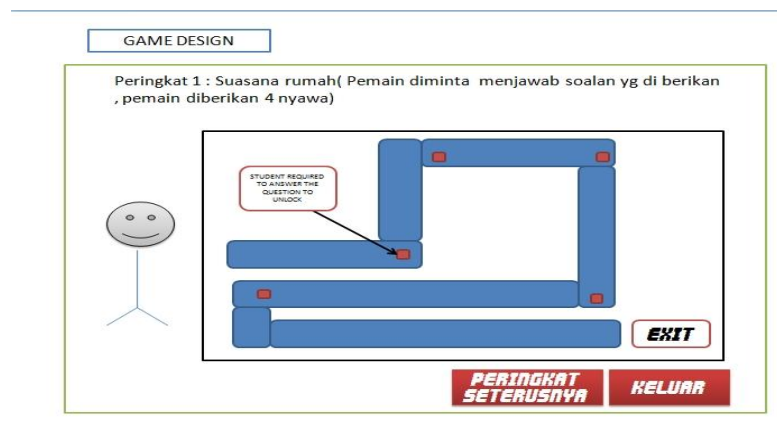 GAME DESIGN
Peringkat 1 : Suasana rumah( Pemain diminta menjawab soalan yg di berikan
, pemain diberikan 4 nyawa)
STUDENT REQUIRED
TO ANSWER THE
QUESTION TO
UNLOCK
EXIT
PERINGKAT
SETERUSNYA
KELUAR